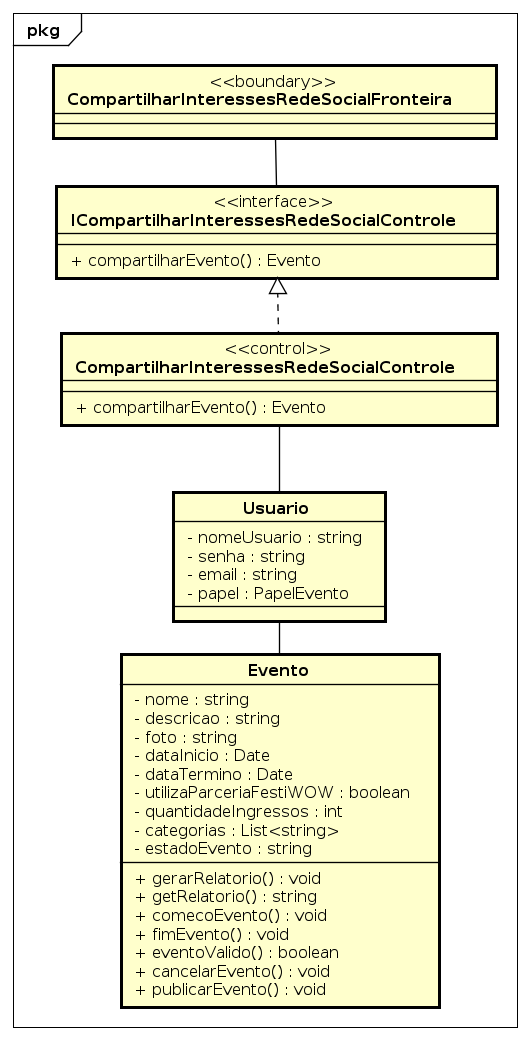 pkg
<<boundary>>
CompartilharInteressesRedeSocialFronteira
<<interface>>
ICompartilharInteressesRedeSocialControle
+ compartilharEvento() : Evento
<<control>>
CompartilharInteressesRedeSocialControle
+ compartilharEvento() : Evento
Usuario
- nomeUsuario : string
- senha : string
- email : string
- papel : PapelEvento
Evento
- nome : string
- descricao : string
- foto : string
- dataInicio : Date
- dataTermino : Date
- utilizaParceriaFestiWOW : boolean
- quantidadeIngressos : int
- categorias : List<string>
- estadoEvento : string
+ gerarRelatorio() : void
+ getRelatorio() : string
+ comecoEvento() : void
+ fimEvento() : void
+ eventoValido() : boolean
+ cancelarEvento() : void
+ publicarEvento() : void